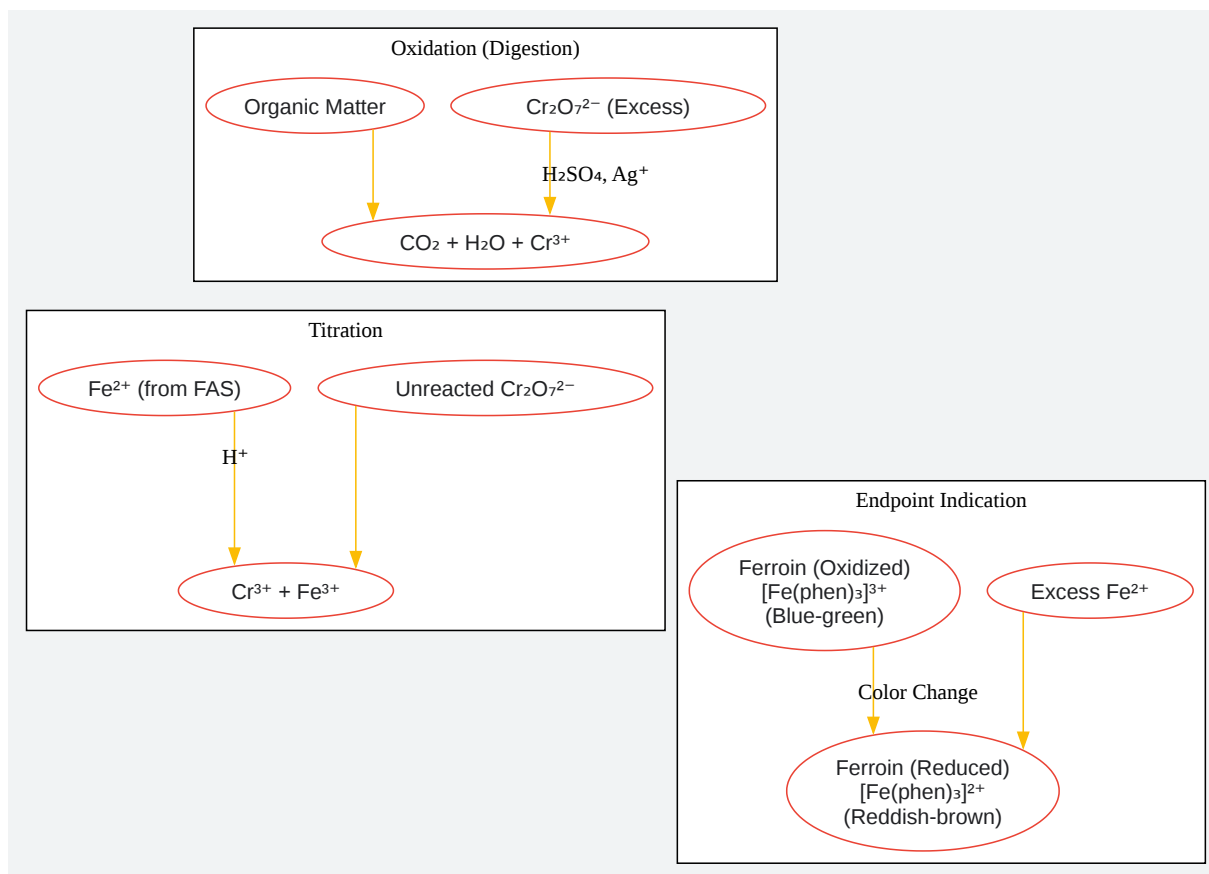 Oxidation (Digestion)
Organic Matter
Cr₂O₇²⁻ (Excess)
H₂SO₄, Ag⁺
CO₂ + H₂O + Cr³⁺
Titration
Fe²⁺ (from FAS)
Unreacted Cr₂O₇²⁻
H⁺
Cr³⁺ + Fe³⁺
Endpoint Indication
Ferroin (Oxidized)
[Fe(phen)₃]³⁺
(Blue-green)
Excess Fe²⁺
Color Change
Ferroin (Reduced)
[Fe(phen)₃]²⁺
(Reddish-brown)